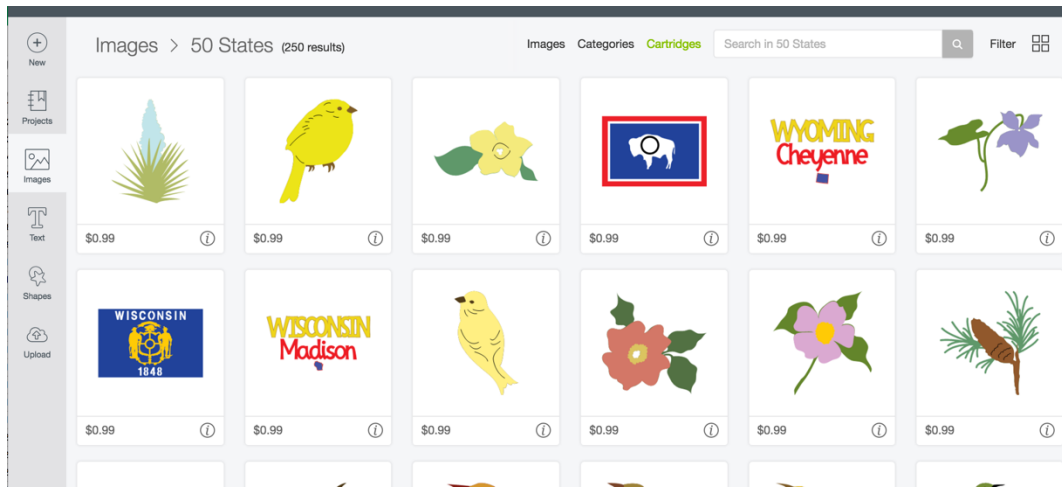 Images > 50 States (250 results)
Images Categories Cartridges Search in 50 States Filter
New
Projects
Images
Text
Shapes
Upload
WYOMING
Cheyenne
$0.99 $0.99 $0.99 $0.99 $0.99 $0.99
WISCONSIN
1848
WISCONSIN
Madison
$0.99 $0.99 $0.99 $0.99 $0.99 $0.99